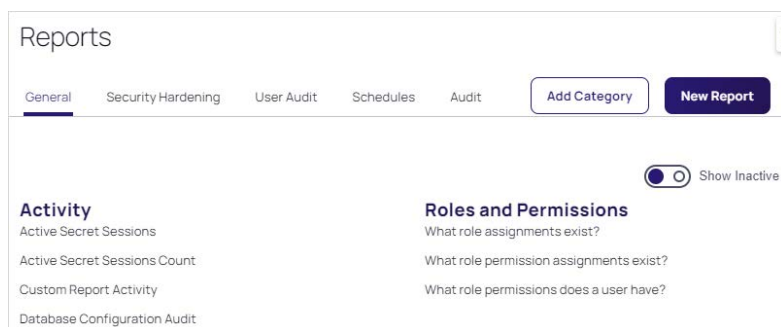 Reports
General Security Hardening User Audit Schedules Audit Add Category New Report
Show Inactive
Activity
Active Secret Sessions
Active Secret Sessions Count
Custom Report Activity
Database Configuration Audit
Roles and Permissions
What role assignments exist?
What role permission assignments exist?
What role permissions does a user have?